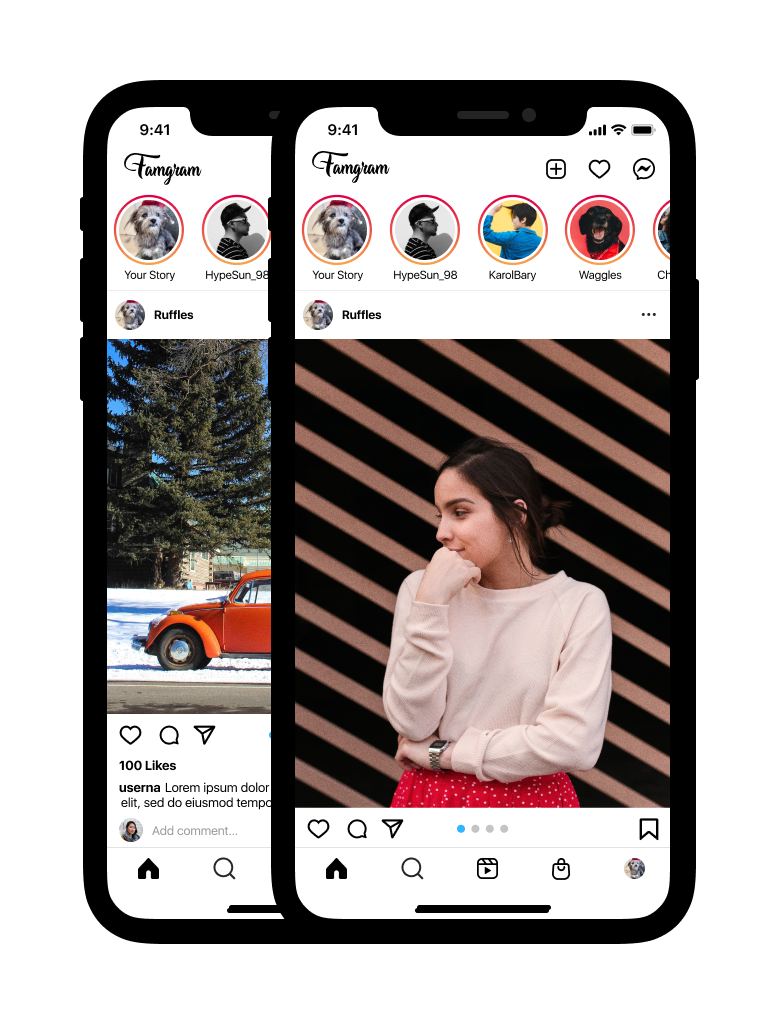 9:41
Famgram
Your Story
HypeSun_98
Ruffles
100 Likes
userna Lorem ipsum dolor
elit, sed do eiusmod tempo
Add comment...
9:41
Famgram
Your Story
HypeSun_98
KarolBary
Waggles
Ch
Ruffles